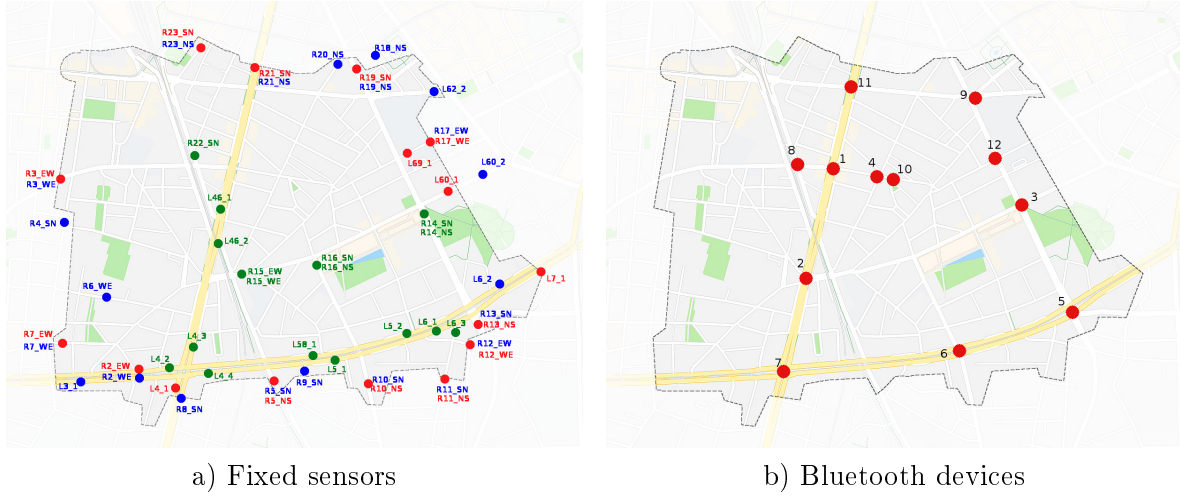 R23_SN
R23_NS
R20_NS
R18_NS
R21_SN
R21_NS
R19_SN
R19_NS
L62_2
R17_EW
R17_WE
R22_SN
L69_1
L60_2
R3_EW
R3_WE
L60_1
L46_1
R4_SN
R14_SN
R14_NS
L46_2
R16_SN
R16_NS
R15_EW
R15_WE
L7_1
R6_WE
L6_2
R13_SN
R13_NS
R7_EW
R7_WE
L4_3
L5_2
L6_1
L6_3
R12_EW
R12_WE
L58_1
R2_EW
R2_WE
L4_2
L5_1
L3_1
L4_1
L4_4
R9_SN
R5_SN
R5_NS
R10_SN
R10_NS
R11_SN
R11_NS
R8_SN
11
9
8
1
4
10
12
3
2
5
6
7
a) Fixed sensors
b) Bluetooth devices